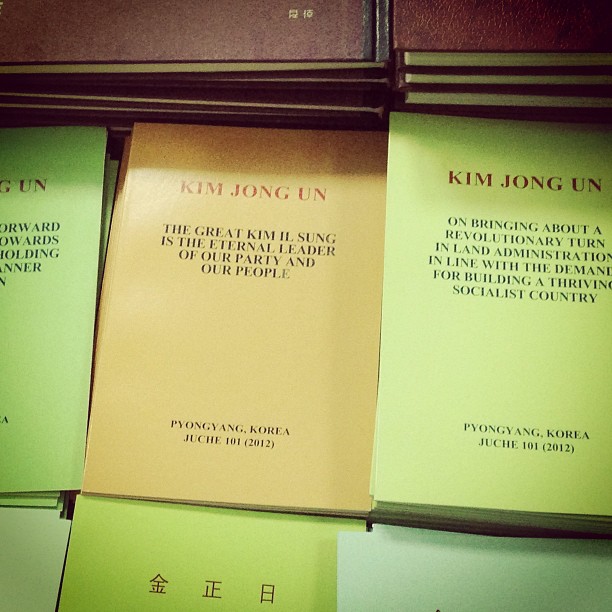 G UN
ORWARD
OWARDS
HOLDING
ANNER
N
EA
KIM JONG UN
THE GREAT KIM IL SUNG
IS THE ETERNAL LEADER
OF OUR PARTY AND
OUR PEOPLE
PYONGYANG, KOREA
JUCHE 101 (2012)
KIM JONG UN
ON BRINGING ABOUT A
REVOLUTIONARY TURN
IN LAND ADMINISTRATION
IN LINE WITH THE DEMAND
FOR BUILDING A THRIVING
SOCIALIST COUNTRY
PYONGYANG, KOREA
JUCHE 101 (2012)
金正日